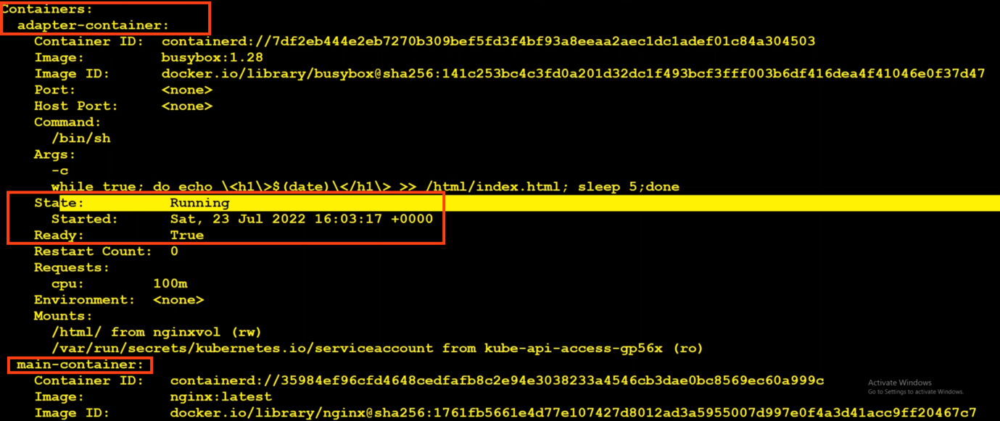 Containers:
adapter-container:
Container ID: containerd://7df2eb444e2eb7270b309bef5fd3f4bf93a8eeaa2aec1dc1adef01c84a304503
Image: busybox:1.28
Image ID: docker.io/library/busybox@sha256:141c253bc4c3fd0a201d32dc1f493bcf3fff003b6df416dea4f41046e0f37d47
Port: <none>
Host Port: <none>
Command:
/bin/sh
Args:
-c
while true; do echo \<h1\>$(date)\</h1\> >> /html/index.html; sleep 5;done
State: Running
Started: Sat, 23 Jul 2022 16:03:17 +0000
Ready: True
Restart Count: 0
Requests:
cpu: 100m
Environment: <none>
Mounts:
/html/ from nginxvol (rw)
/var/run/secrets/kubernetes.io/serviceaccount from kube-api-access-gp56x (ro)
main-container:
Container ID: containerd://35984ef96cfd4648cedfafb8c2e94e3038233a4546cb3dae0bc8569ec60a999c
Image: nginx:latest
Image ID: docker.io/library/nginx@sha256:1761fb5661e4d77e107427d8012ad3a5955007d997e0f4a3d41acc9ff20467c7
Activate Windows
Go to Settings to activate Windows.